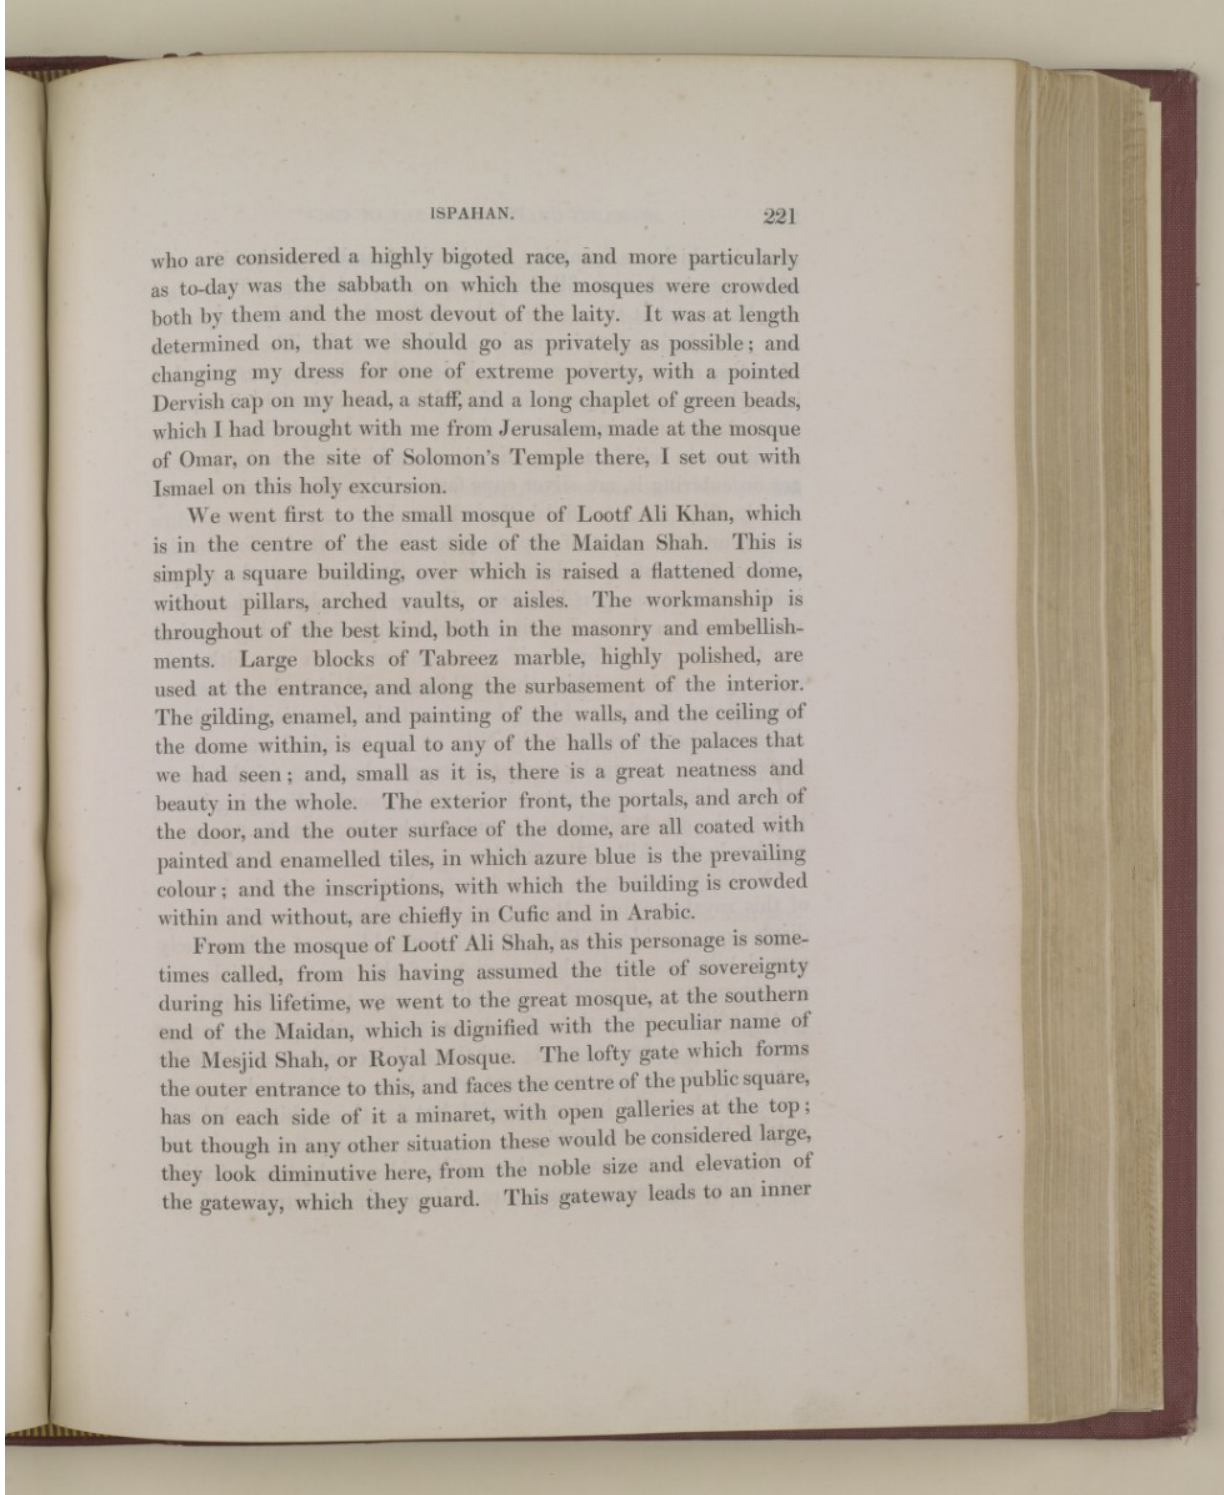 ISPAHAN. 221
who are considered a highly bigoted race, and more particularly
as to-day was the sabbath on which the mosques were crowded
both by them and the most devout of the laity. It was at length
determined on, that we should go as privately as possible; and
changing my dress for one of extreme poverty, with a pointed
Dervish cap on my head, a staff, and a long chaplet of green beads,
which I had brought with me from Jerusalem, made at the mosque
of Omar, on the site of Solomon's Temple there, I set out with
Ismael on this holy excursion.
We went first to the small mosque of Lootf Ali Khan, which
is in the centre of the east side of the Maidan Shah. This is
simply a square building, over which is raised a flattened dome,
without pillars, arched vaults, or aisles. The workmanship is
throughout of the best kind, both in the masonry and embellish-
ments. Large blocks of Tabreez marble, highly polished, are
used at the entrance, and along the surbasement of the interior.
The gilding, enamel, and painting of the walls, and the ceiling of
the dome within, is equal to any of the halls of the palaces that
we had seen; and, small as it is, there is a great neatness and
beauty in the whole. The exterior front, the portals, and arch of
the door, and the outer surface of the dome, are all coated with
painted and enamelled tiles, in which azure blue is the prevailing
colour; and the inscriptions, with which the building is crowded
within and without, are chiefly in Cufic and in Arabic.
From the mosque of Lootf Ali Shah, as this personage is some-
times called, from his having assumed the title of sovereignty
during his lifetime, we went to the great mosque, at the southern
end of the Maidan, which is dignified with the peculiar name of
the Mesjid Shah, or Royal Mosque. The lofty gate which forms
the outer entrance to this, and faces the centre of the public square,
has on each side of it a minaret, with open galleries at the top;
but though in any other situation these would be considered large,
they look diminutive here, from the noble size and elevation of
the gateway, which they guard. This gateway leads to an inner